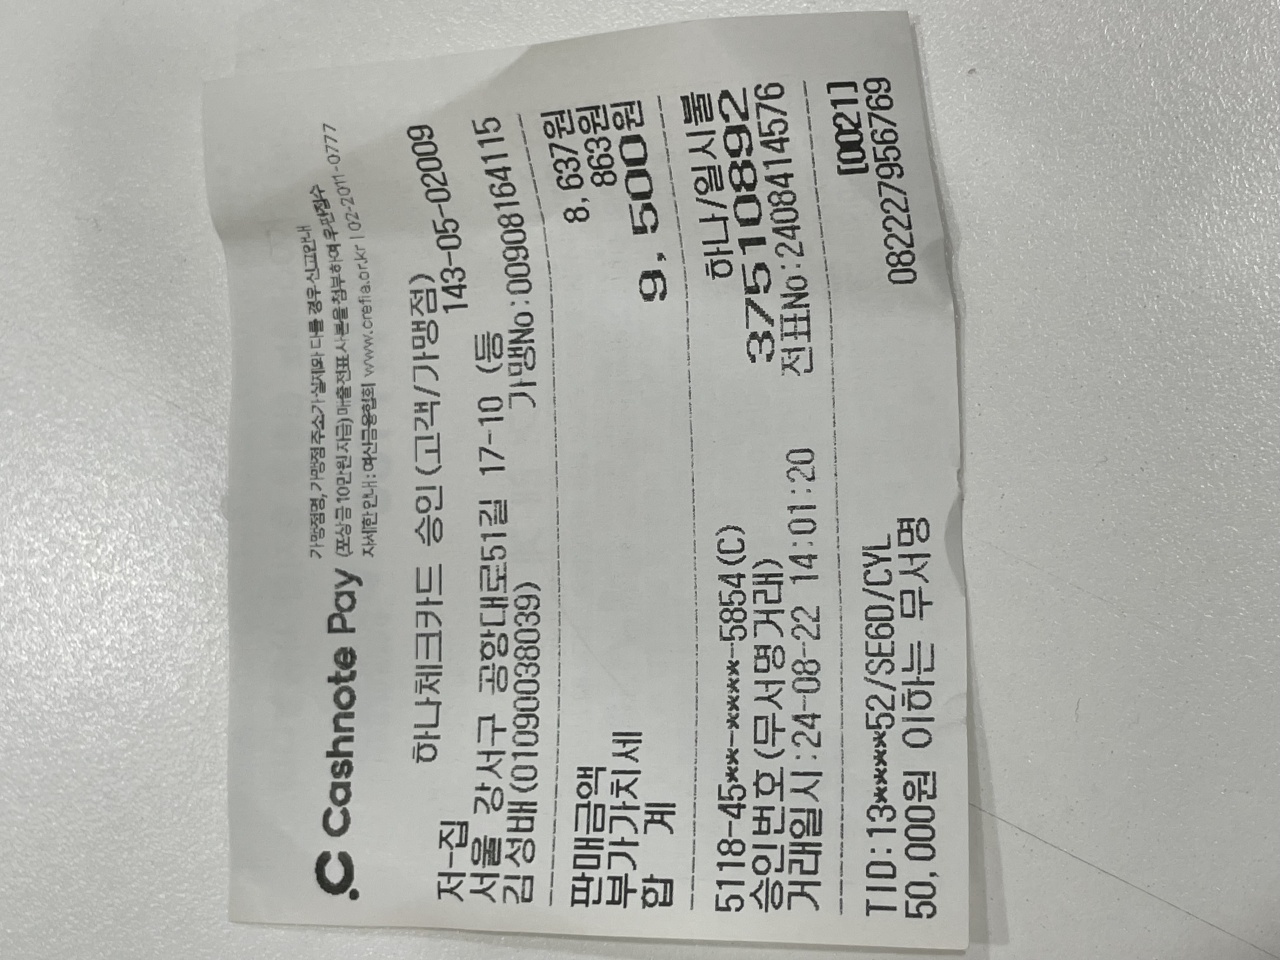 Cashnote Pay
가맹점명, 가맹점주소가 실제와 다를 경우 신고안내
(포상금 10만원 지급) 매출전표 사본을 첨부하여 우편접수
자세한 안내 : 여신금융협회 www.crefia.or.kr | 02-2011-0777
하나체크카드 승인(고객/가맹점)
저-집 143-05-02009
서울 강서구 공항대로51길 17-10 (등
김성배(01090038039) 가맹No:00908164115
판매금액 8,637원
부가가치세 863원
합 계 9,500원
5118-45**-****-5854(C) 하나/일시불
승인번호(무서명거래) 37510892
거래일시:24-08-22 14:01:20 전표No:2408414576
TID:13****52/SE6D/CYL [0021]
50,000원 이하는 무서명 082227956769